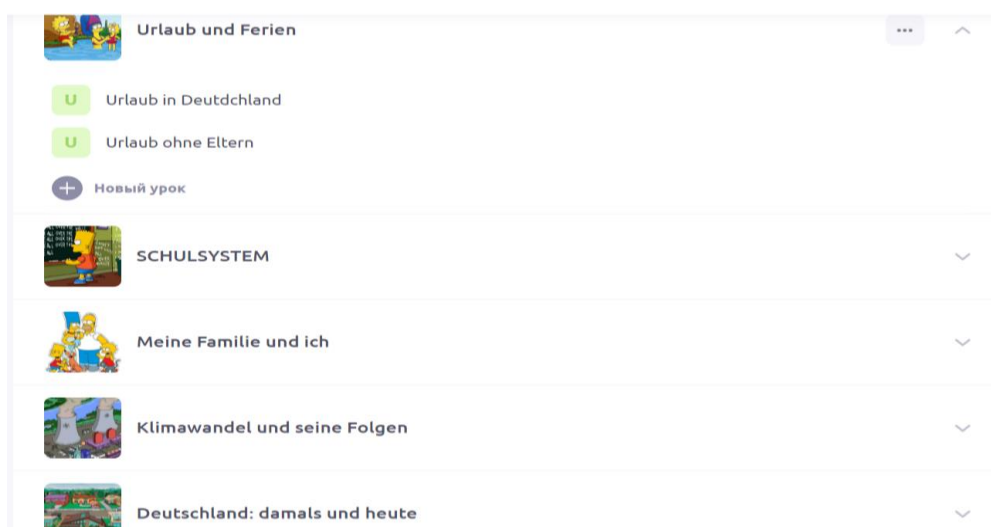 Urlaub und Ferien
U Urlaub in Deutdchland
U Urlaub ohne Eltern
Новый урок
SCHULSYSTEM
Meine Familie und ich
Klimawandel und seine Folgen
Deutschland: damals und heute